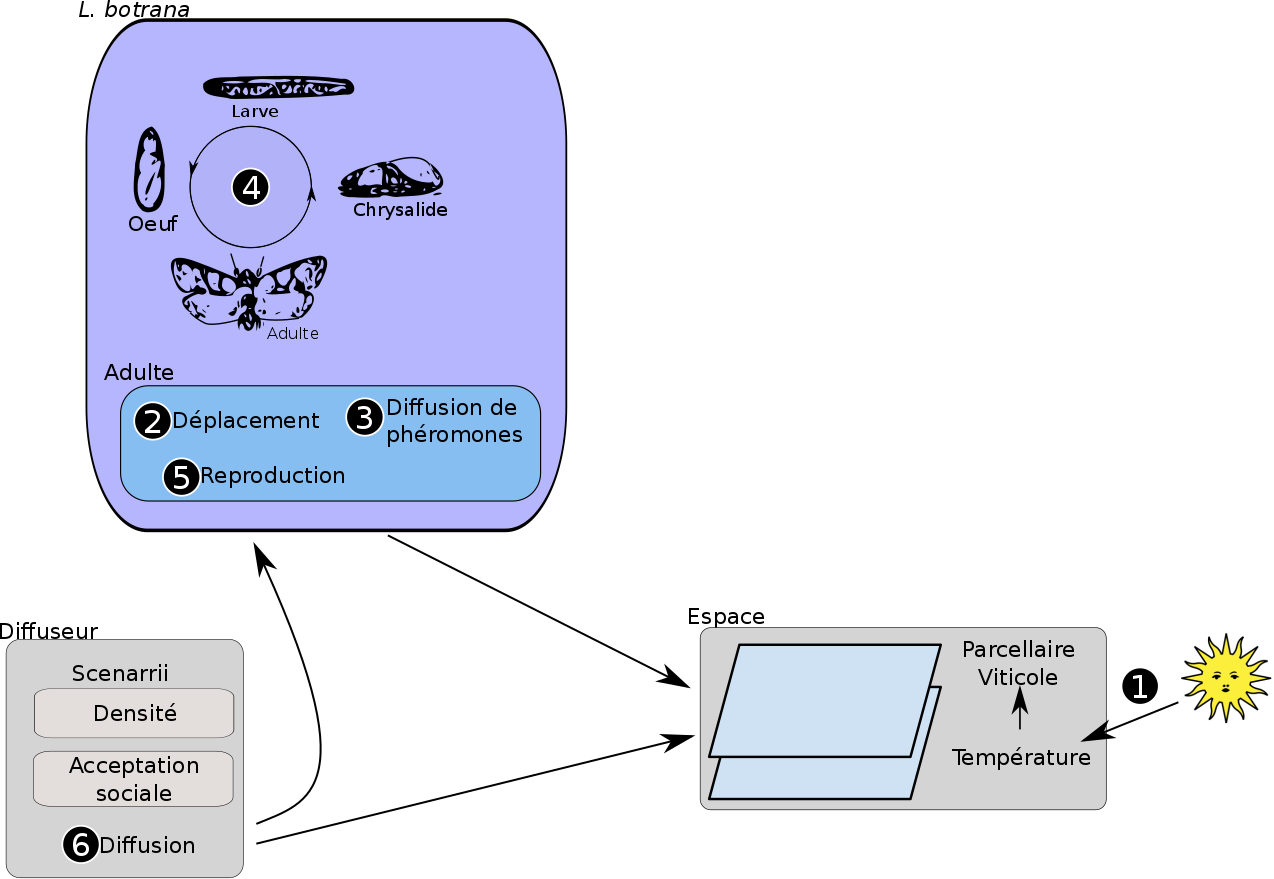 L. botrana
Larve
4
Oeuf
Chrysalide
Adulte
Adulte
2 Déplacement
3 Diffusion de
phéromones
5 Reproduction
Diffuseur
Scenarrii
Densité
Acceptation
sociale
6 Diffusion
Espace
Parcellaire
Viticole
Température
1